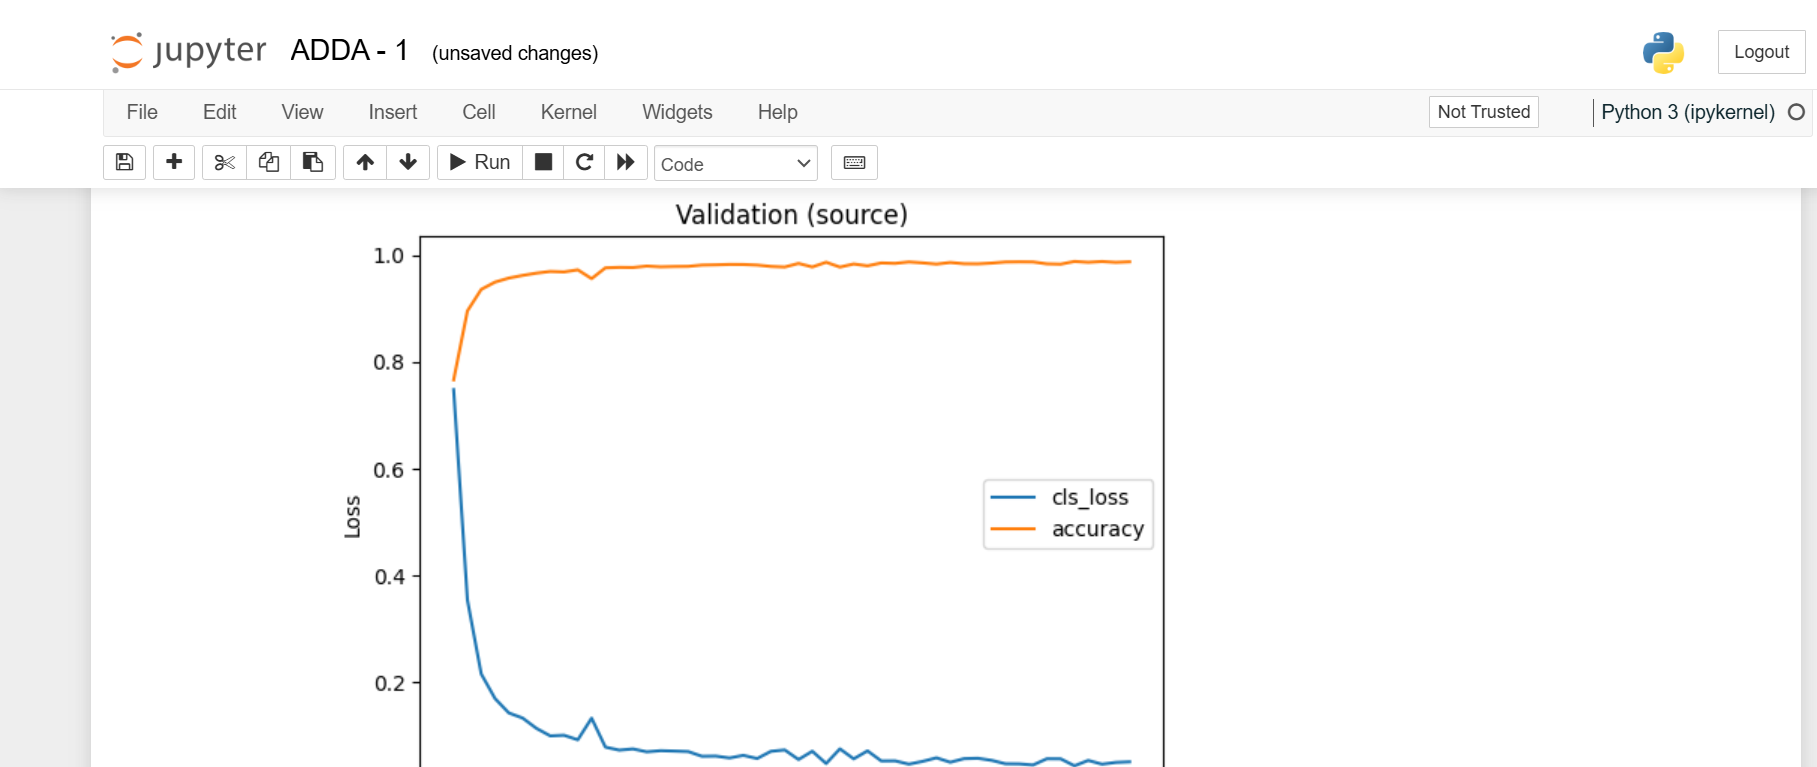 jupyter ADDA - 1 (unsaved changes) Logout
File Edit View Insert Cell Kernel Widgets Help Not Trusted Python 3 (ipykernel)
Run Code
Validation (source)
1.0
0.8
0.6
Loss
cls_loss
accuracy
0.4
0.2